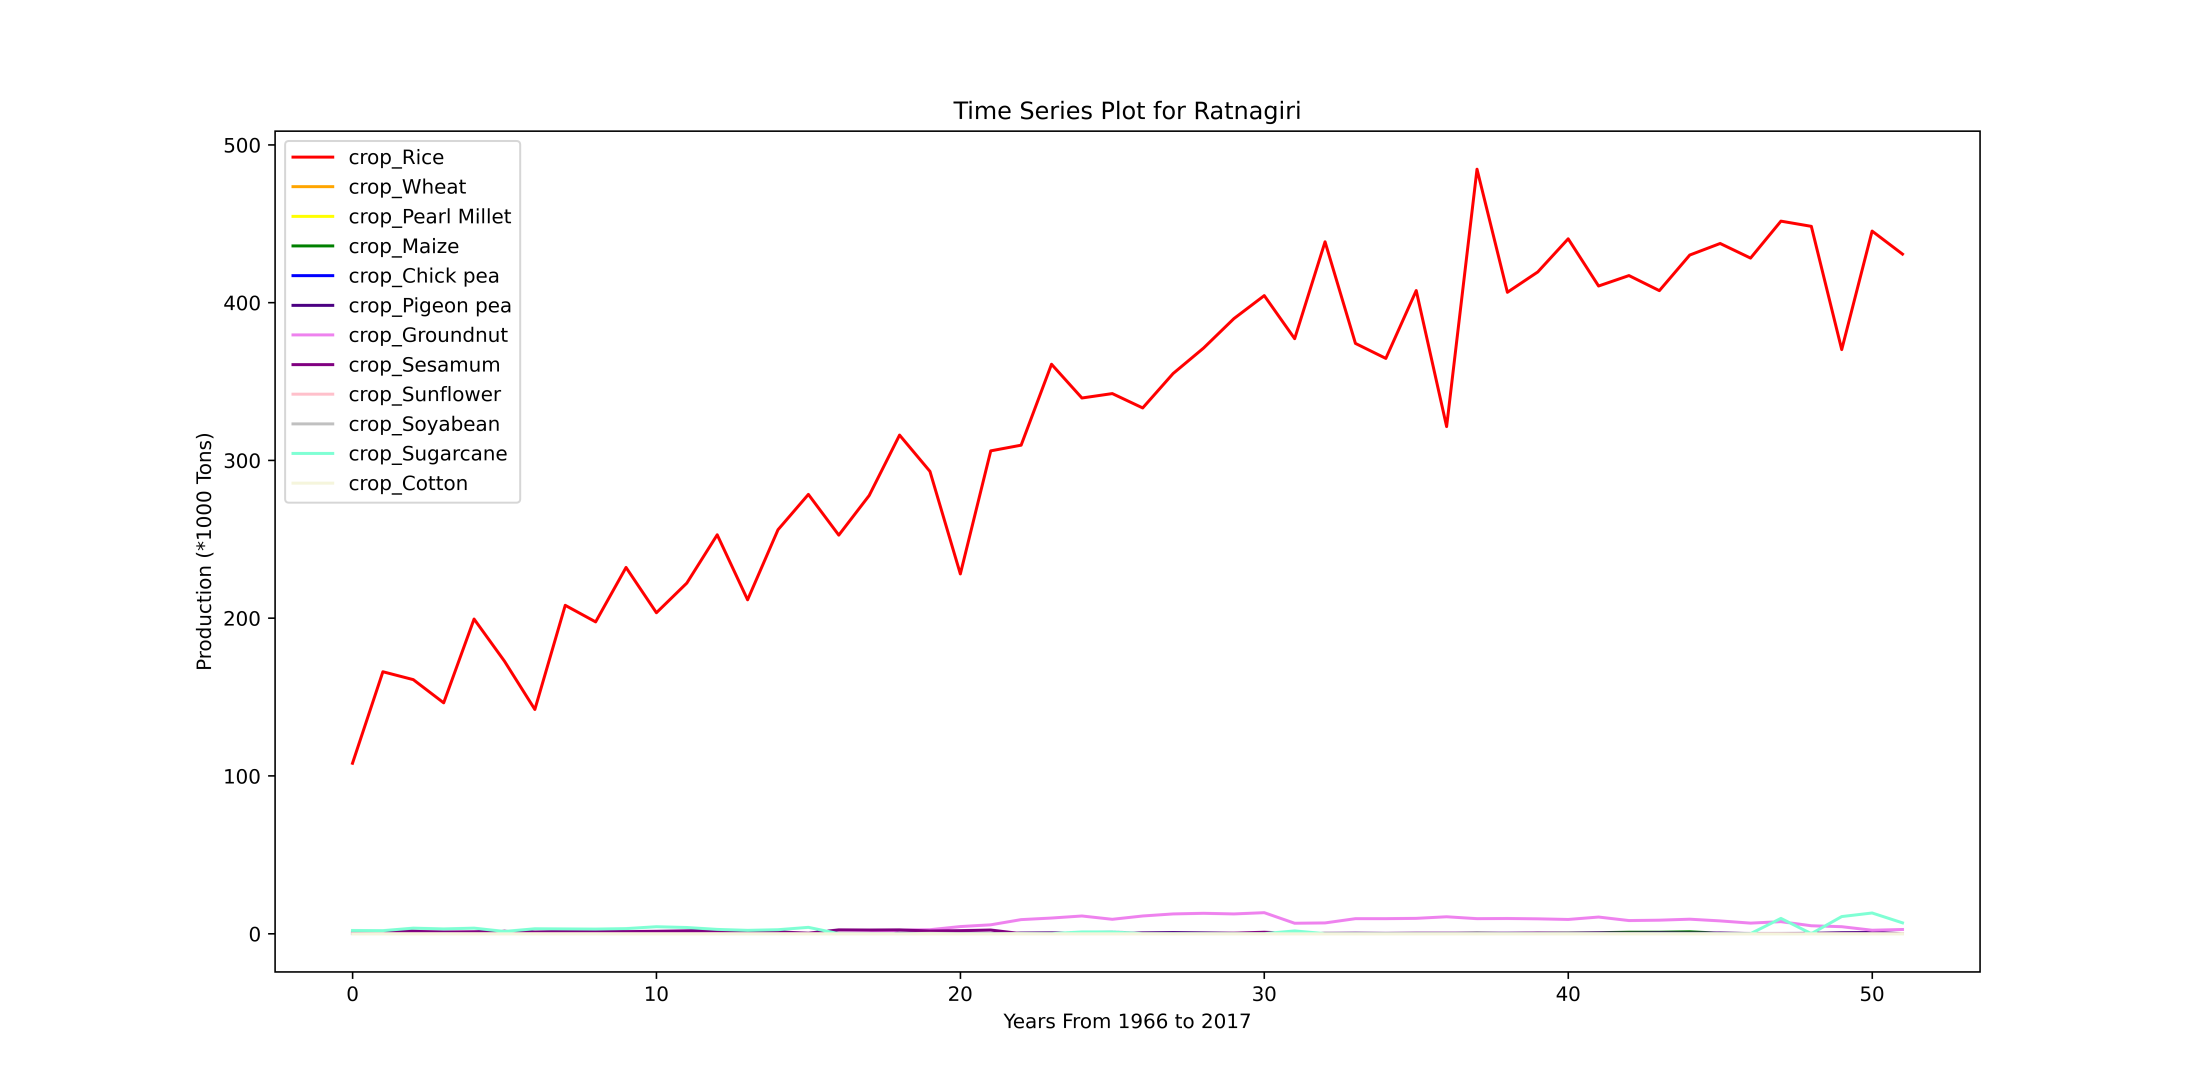 Time Series Plot for Ratnagiri
500
400
300
200
100
0
Production (*1000 Tons)
crop_Rice
crop_Wheat
crop_Pearl Millet
crop_Maize
crop_Chick pea
crop_Pigeon pea
crop_Groundnut
crop_Sesamum
crop_Sunflower
crop_Soyabean
crop_Sugarcane
crop_Cotton
0 10 20 30 40 50
Years From 1966 to 2017